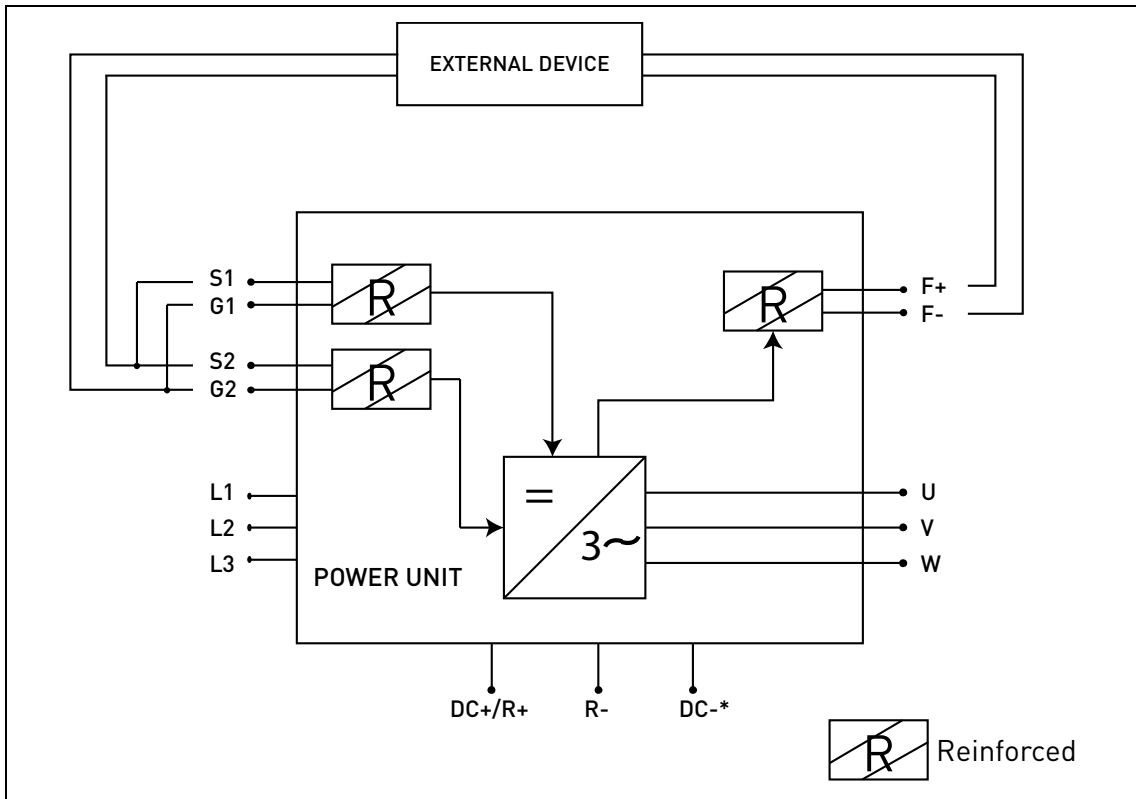 EXTERNAL DEVICE
S1
G1
S2
G2
R
R
R
F+
F-
L1
L2
L3
=
3～
U
V
W
POWER UNIT
DC+/R+
R-
DC-*
R
Reinforced